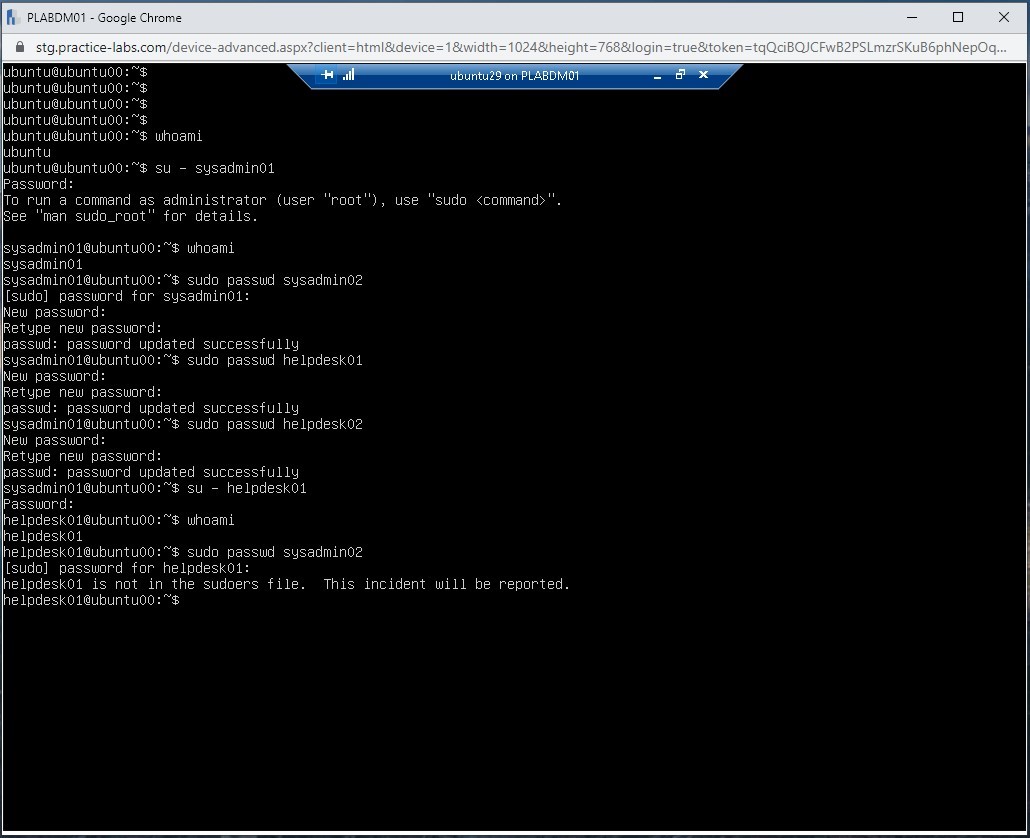 PLABDM01 - Google Chrome
stg.practice-labs.com/device-advanced.aspx?client=html&device=1&width=1024&height=768&login=true&token=tqQciBQJCFwB2PSLmzrSKuB6phNepOq...
ubuntu29 on PLABDM01
ubuntu@ubuntu00:~$
ubuntu@ubuntu00:~$
ubuntu@ubuntu00:~$
ubuntu@ubuntu00:~$
ubuntu@ubuntu00:~$ whoami
ubuntu
ubuntu@ubuntu00:~$ su - sysadmin01
Password:
To run a command as administrator (user "root"), use "sudo <command>".
See "man sudo_root" for details.
sysadmin01@ubuntu00:~$ whoami
sysadmin01
sysadmin01@ubuntu00:~$ sudo passwd sysadmin02
[sudo] password for sysadmin01:
New password:
Retype new password:
passwd: password updated successfully
sysadmin01@ubuntu00:~$ sudo passwd helpdesk01
New password:
Retype new password:
passwd: password updated successfully
sysadmin01@ubuntu00:~$ sudo passwd helpdesk02
New password:
Retype new password:
passwd: password updated successfully
sysadmin01@ubuntu00:~$ su - helpdesk01
Password:
helpdesk01@ubuntu00:~$ whoami
helpdesk01
helpdesk01@ubuntu00:~$ sudo passwd sysadmin02
[sudo] password for helpdesk01:
helpdesk01 is not in the sudoers file.  This incident will be reported.
helpdesk01@ubuntu00:~$